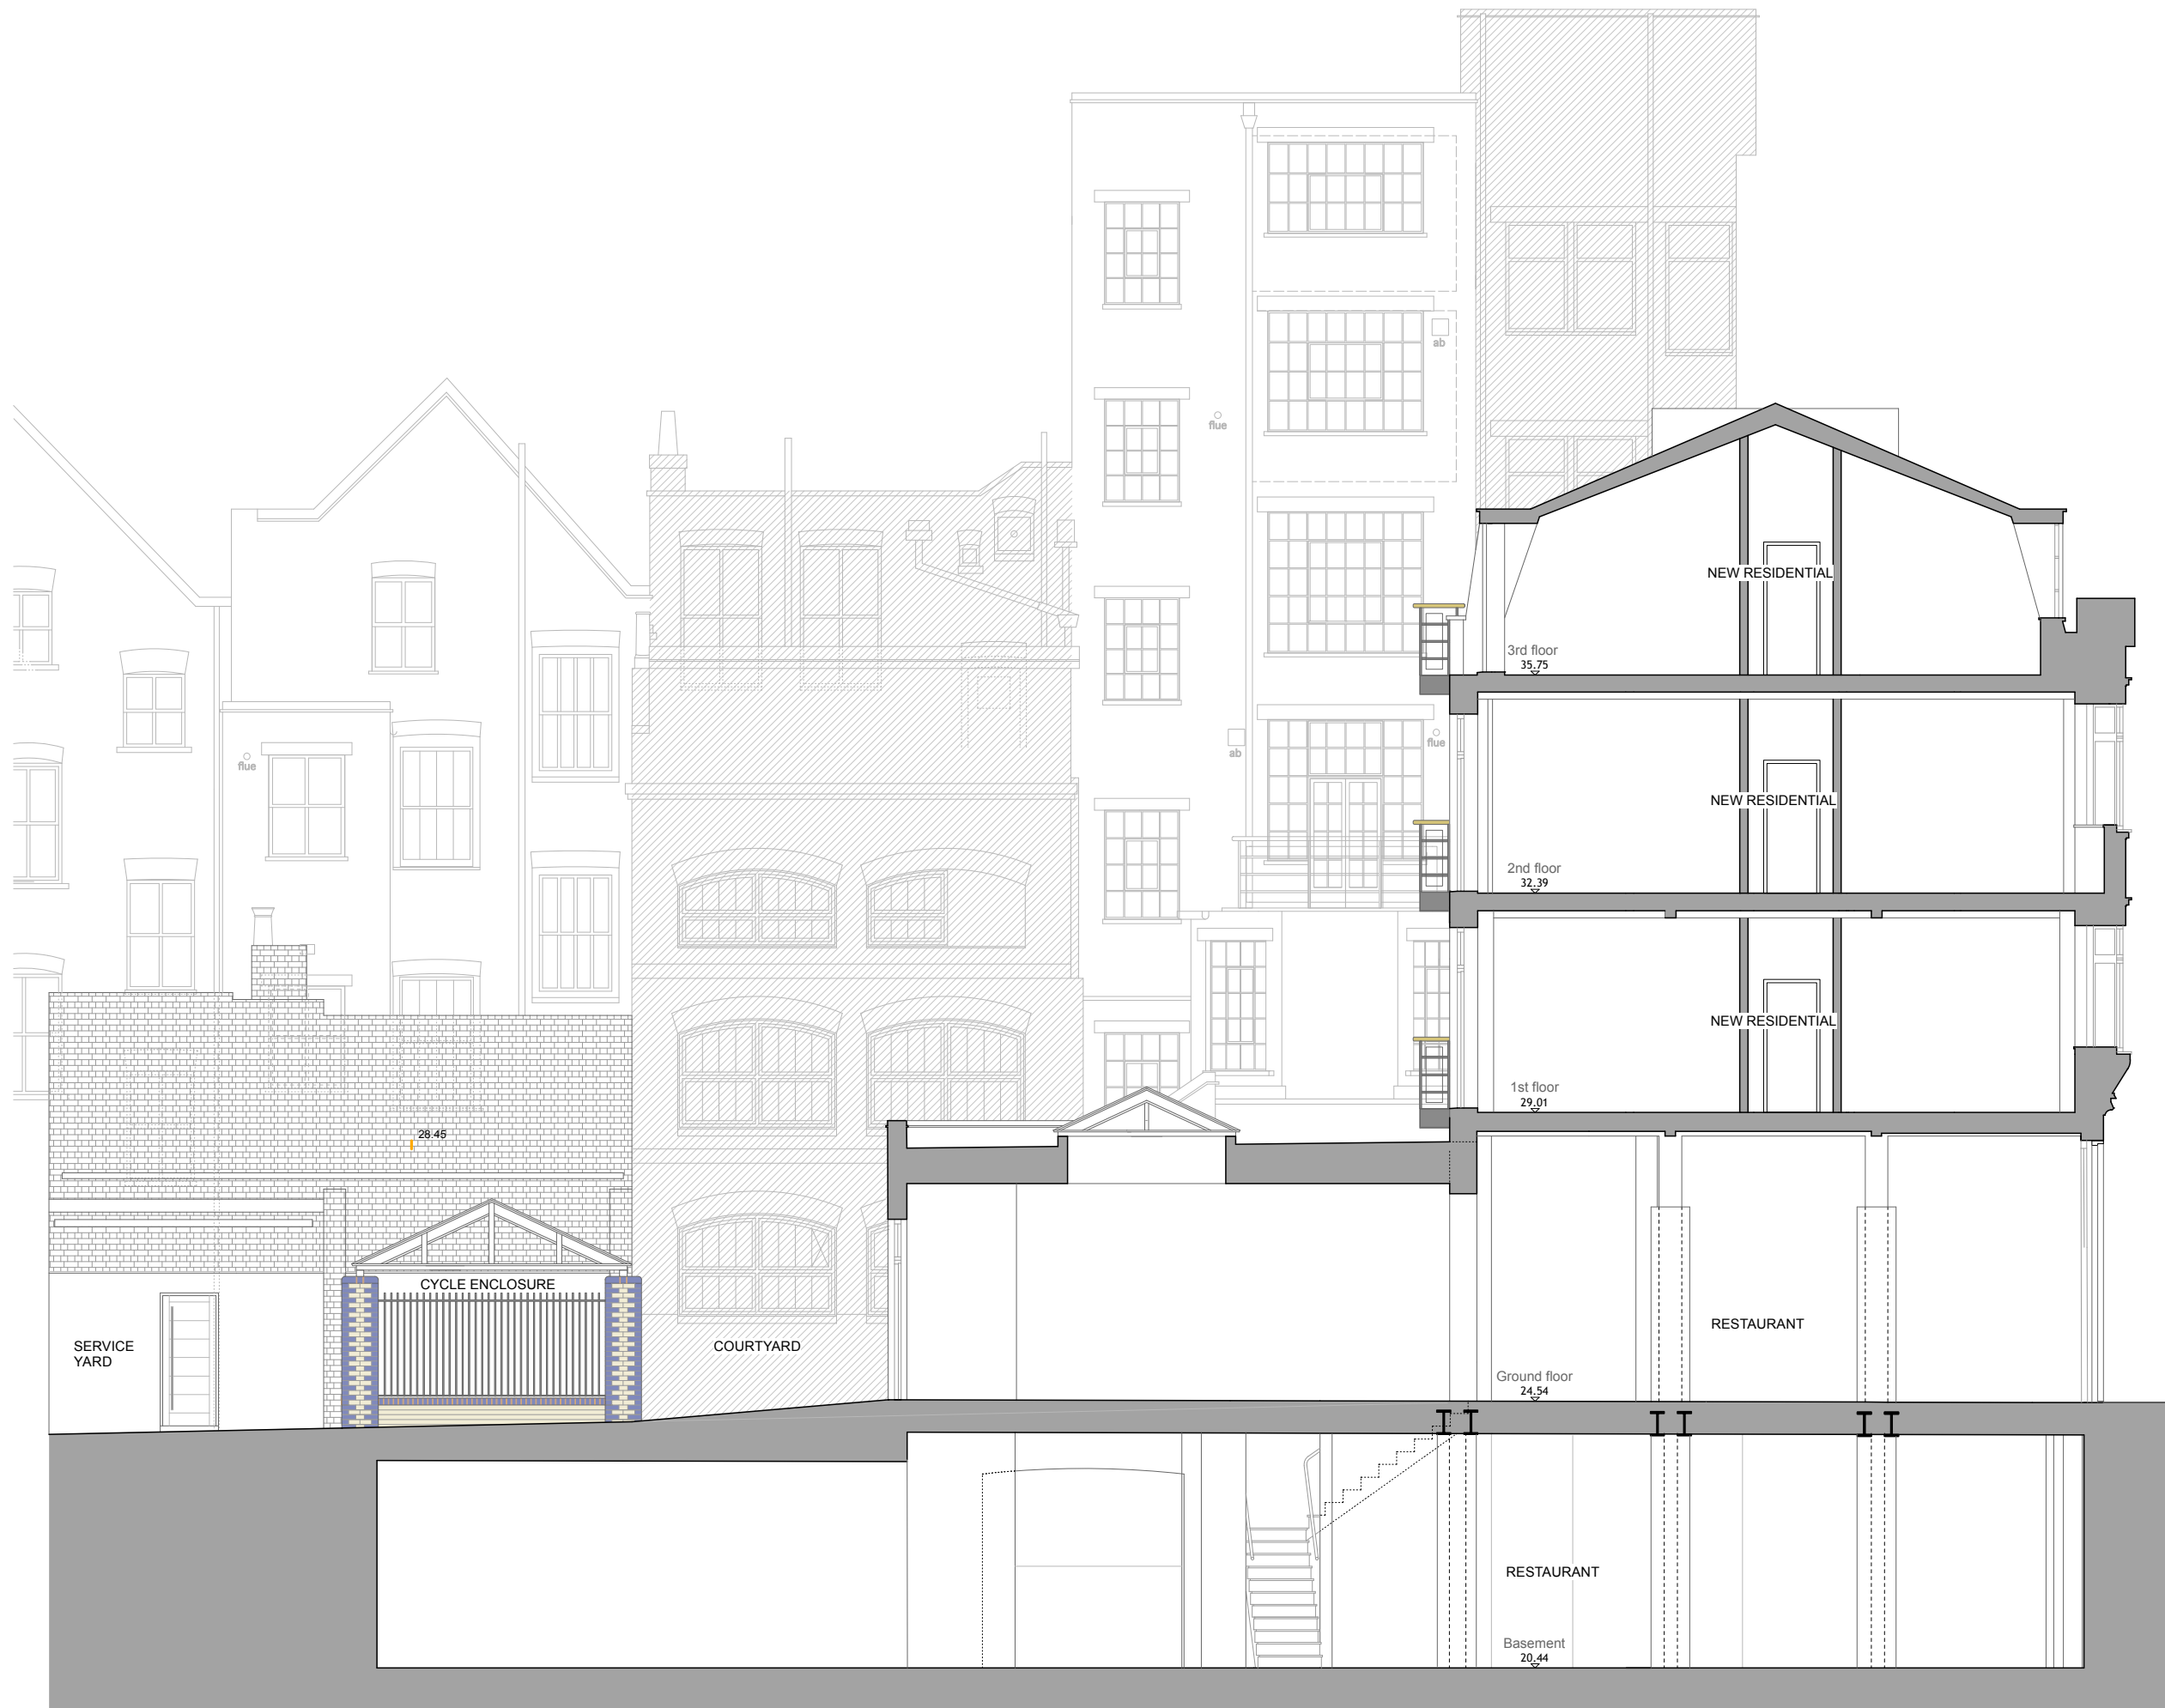 ab
flue
NEW RESIDENTIAL
3rd floor
35.75
flue
ab
flue
NEW RESIDENTIAL
2nd floor
32.39
NEW RESIDENTIAL
1st floor
29.01
28.45
CYCLE ENCLOSURE
SERVICE
YARD
COURTYARD
RESTAURANT
Ground floor
24.54
RESTAURANT
Basement
20.44